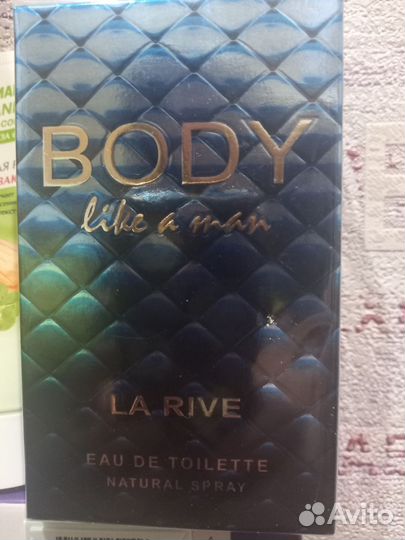 BODY
like a man
LA RIVE
EAU DE TOILETTE
NATURAL SPRAY
Avito